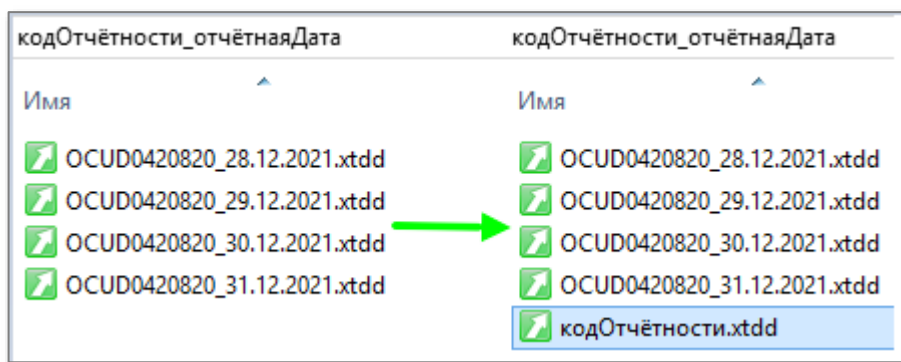 кодОтчётности_отчётнаяДата
Имя
OCUD0420820_28.12.2021.xtdd
OCUD0420820_29.12.2021.xtdd
OCUD0420820_30.12.2021.xtdd
OCUD0420820_31.12.2021.xtdd
кодОтчётности_отчётнаяДата
Имя
OCUD0420820_28.12.2021.xtdd
OCUD0420820_29.12.2021.xtdd
OCUD0420820_30.12.2021.xtdd
OCUD0420820_31.12.2021.xtdd
кодОтчётности.xtdd